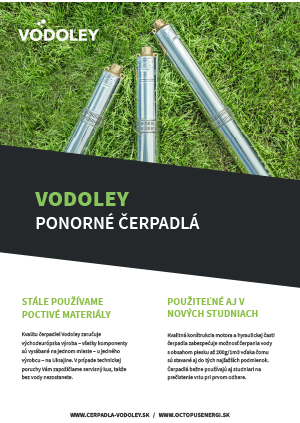 VODOLEY
VODOLEY
PONORNÉ ČERPADLÁ
STÁLE POUŽÍVAME
POCTIVÉ MATERIÁLY
Kvalitu čerpadiel Vodoley zaručuje
východoeurópska výroba – všetky komponenty
sú vyrábané na jednom mieste – u jedného
výrobcu – na Ukrajine. V prípade technickej
poruchy Vám zapožičiame servisný kus, takže
bez vody nezostanete.
POUŽITEĽNÉ AJ V
NOVÝCH STUDNIACH
Kvalitná konštrukcia motora a hydraulickej časti
čerpadla zabezpečuje možnosť čerpania vody
s obsahom piesku až 200g/1m3 vďaka čomu
sú stavané aj do tých najťažších podmienok.
Čerpadlá bežne používajú aj studniari na
prečistenie vrtu pri prvom odbere.
WWW.CERPADLA-VODOLEY.SK / WWW.OCTOPUSENERGI.SK